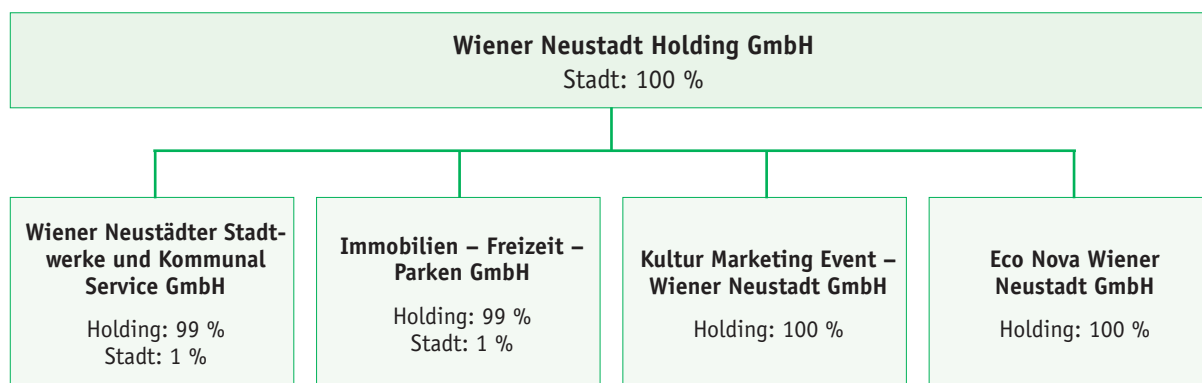 Wiener Neustadt Holding GmbH
Stadt: 100 %
Wiener Neustädter Stadt-
werke und Kommunal
Service GmbH
Holding: 99 %
Stadt: 1 %
Immobilien – Freizeit –
Parken GmbH
Holding: 99 %
Stadt: 1 %
Kultur Marketing Event –
Wiener Neustadt GmbH
Holding: 100 %
Eco Nova Wiener
Neustadt GmbH
Holding: 100 %